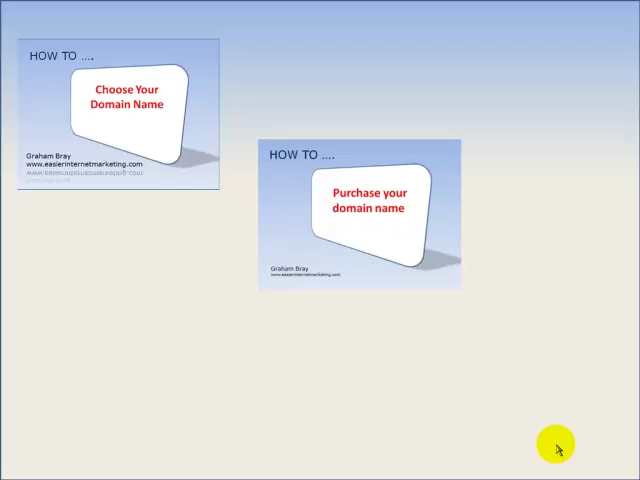 HOW TO ....
Choose Your
Domain Name
Graham Bray
www.easierinternetmarketing.com
HOW TO ....
Purchase your
domain name
Graham Bray
www.easierinternetmarketing.com